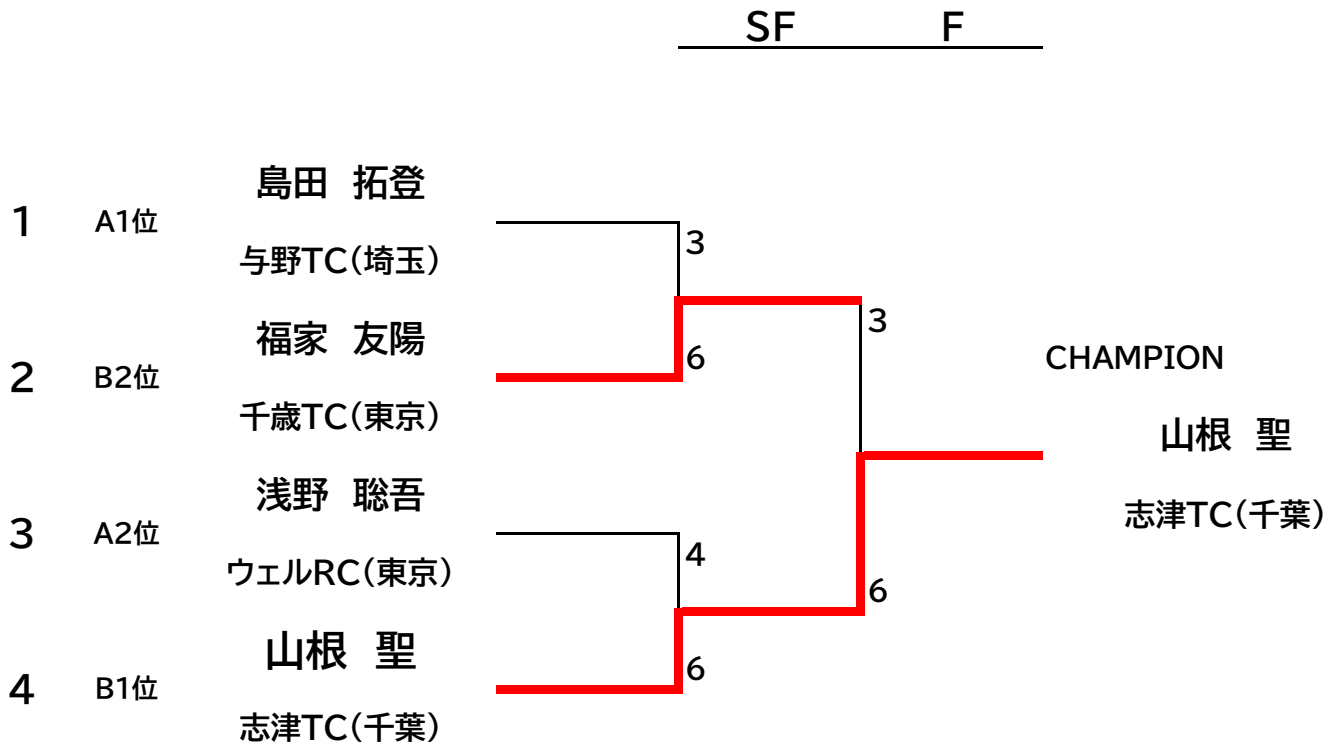 SF F
島田 拓登
1 A1位
3
与野TC(埼玉)
3
福家 友陽
6
CHAMPION
2 B2位
千歳TC(東京)
山根 聖
浅野 聡吾
志津TC(千葉)
3 A2位
4
ウェルRC(東京)
6
山根 聖
6
4 B1位
志津TC(千葉)